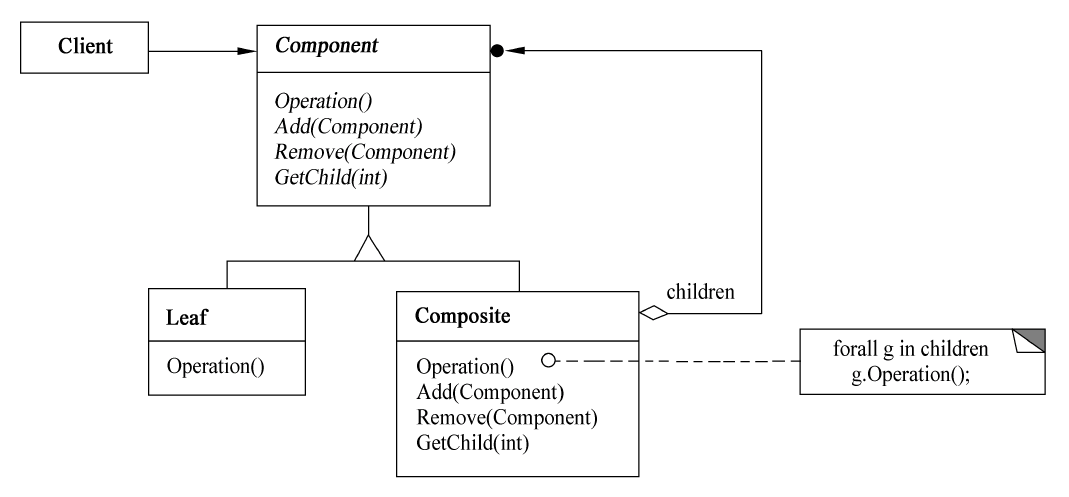 Client
Component
Operation()
Add(Component)
Remove(Component)
GetChild(int)
Leaf
Operation()
Composite
Operation()
Add(Component)
Remove(Component)
GetChild(int)
children
forall g in children
g.Operation();